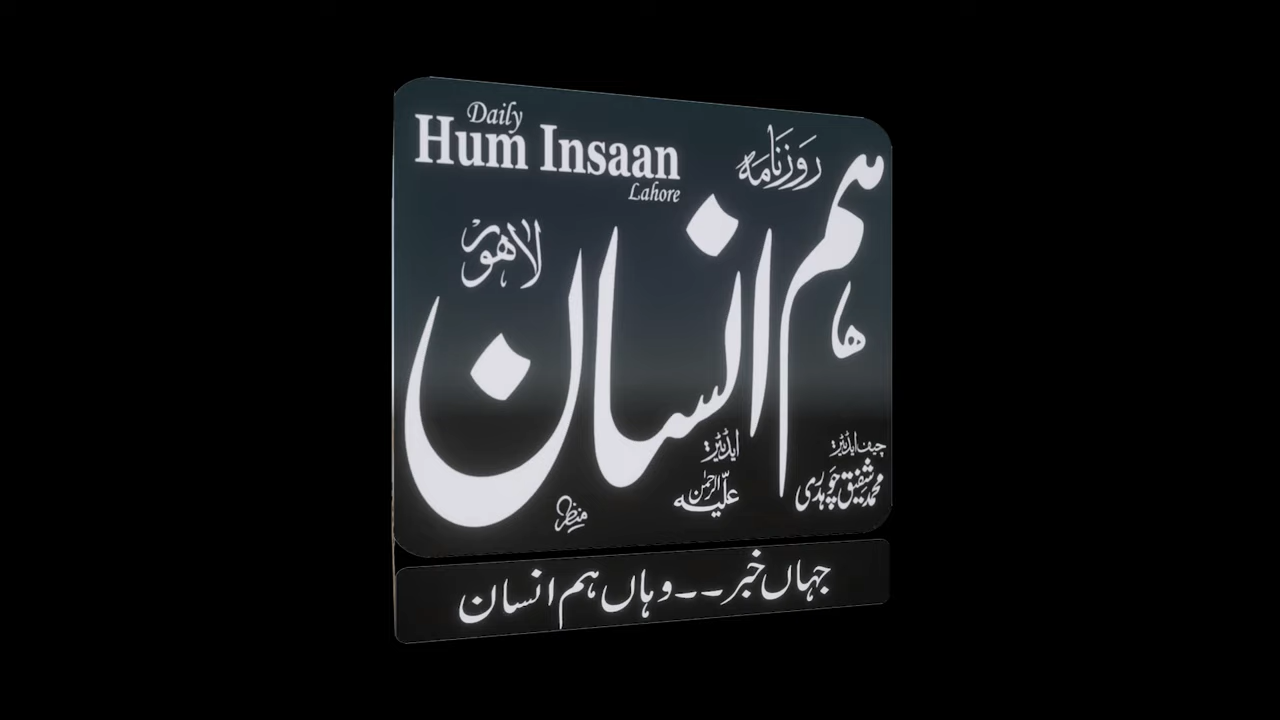 Daily
Hum Insaan
Lahore
روزنامہ
ہم انسان
لاہور
چیف ایڈیٹر
محمد شفیق چوہدری
ایڈیٹر
علیہ الرحمٰن
جہاں خبر۔۔وہاں ہم انسان